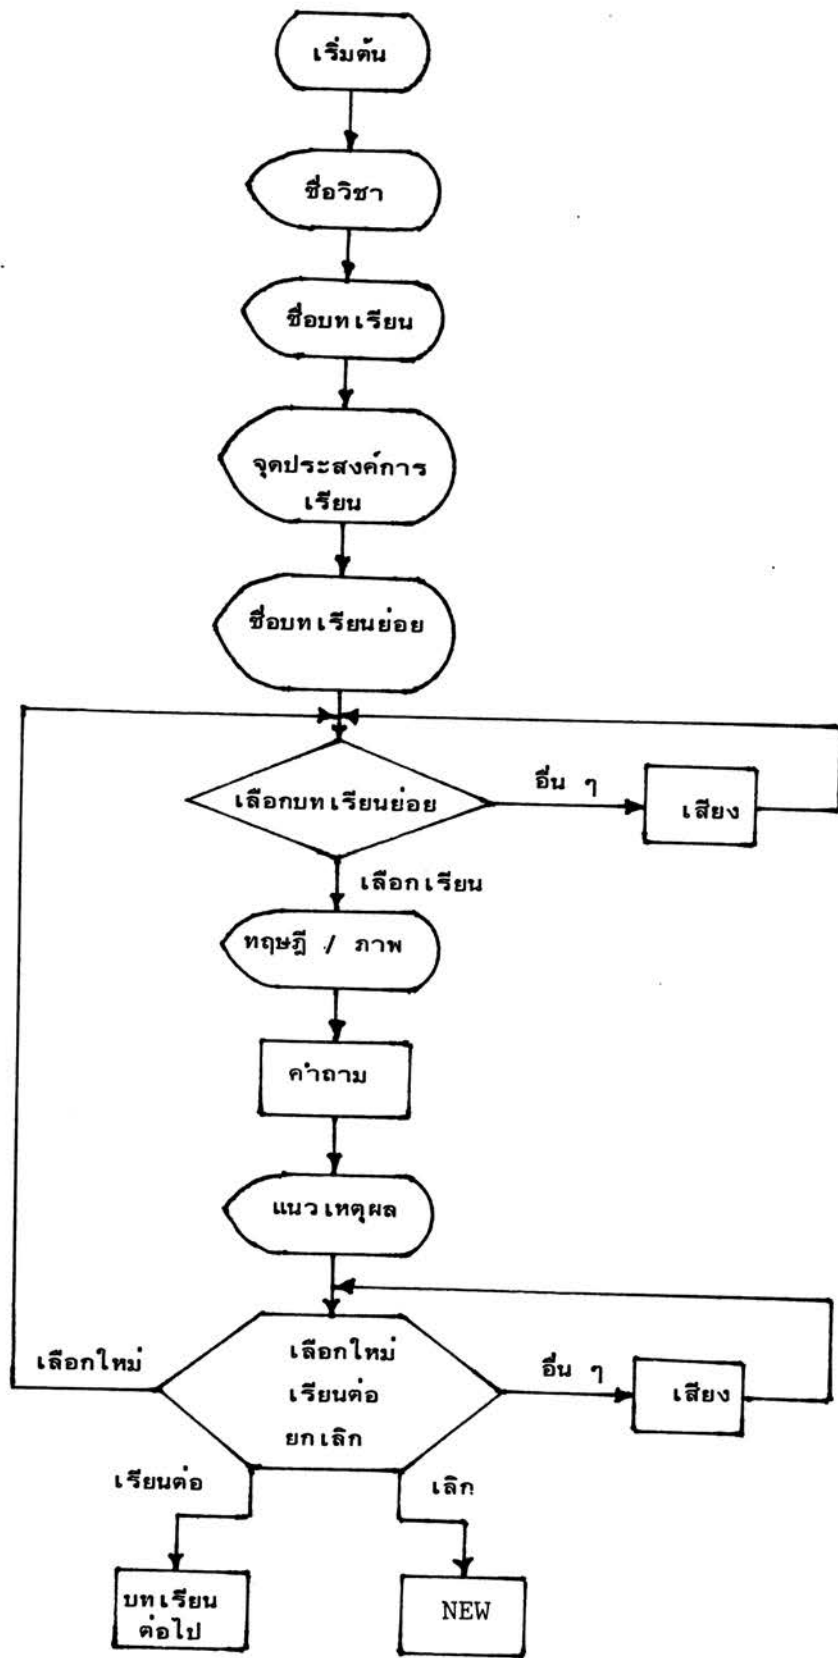 เริ่มต้น
ชื่อวิชา
ชื่อบทเรียน
จุดประสงค์การ
เรียน
ชื่อบทเรียนย่อย
เลือกบทเรียนย่อย
อื่น ๆ
เสียง
เลือกเรียน
ทฤษฎี / ภาพ
คำถาม
แนวเหตุผล
เลือกใหม่
เลือกใหม่
เรียนต่อ
ยกเลิก
อื่น ๆ
เสียง
เรียนต่อ
เลิก
บทเรียน
ต่อไป
NEW